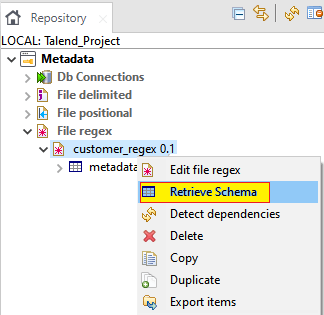 Repository
LOCAL: Talend_Project
Metadata
Db Connections
File delimited
File positional
File regex
customer_regex 0.1
metadata
Edit file regex
Retrieve Schema
Detect dependencies
Delete
Copy
Duplicate
Export items